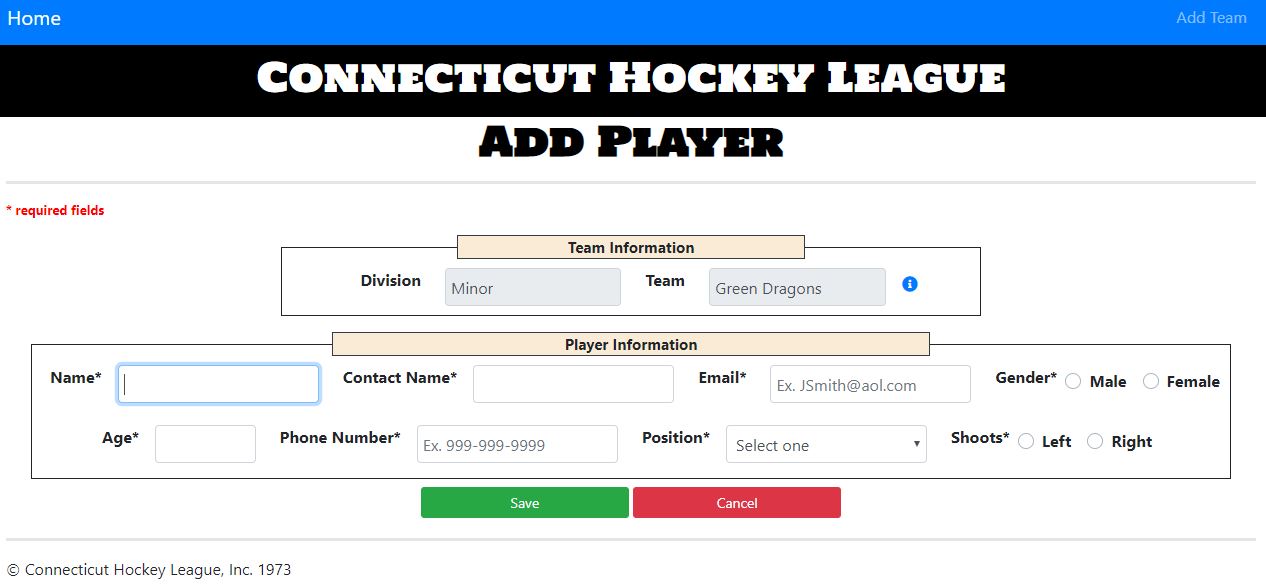 Home Add Team
Connecticut Hockey League
Add Player
* required fields
Team Information
Division Minor Team Green Dragons
Player Information
Name* Contact Name* Email* Ex. JSmith@aol.com Gender* Male Female
Age* Phone Number* Ex. 999-999-9999 Position* Select one Shoots* Left Right
Save Cancel
© Connecticut Hockey League, Inc. 1973